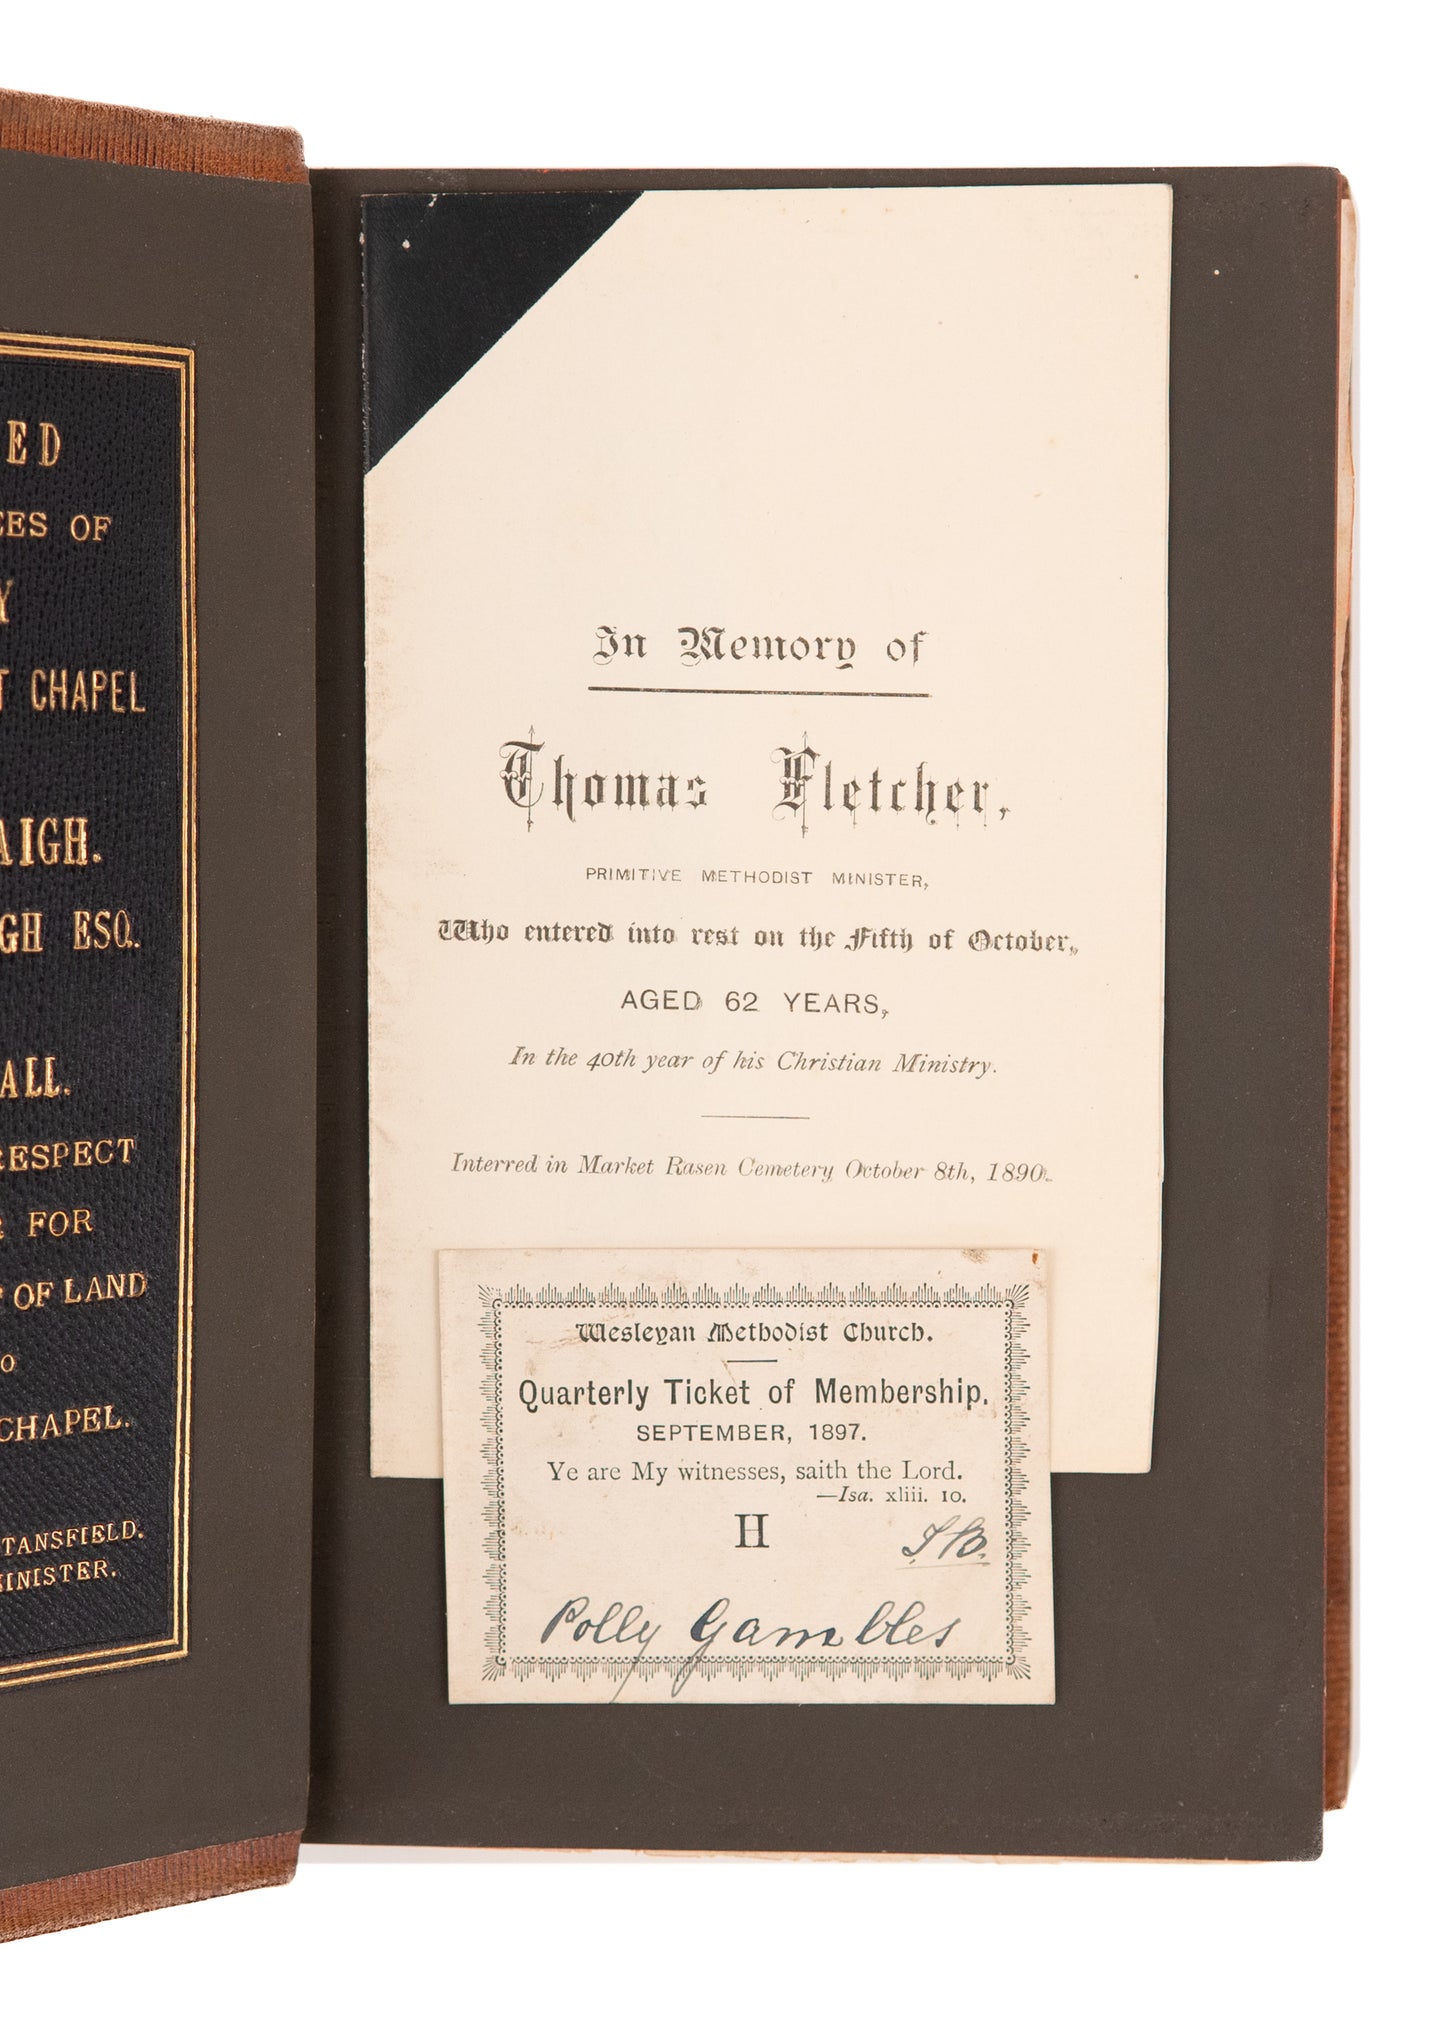 ED
EES OF
Y
T CHAPEL
AIGH.
GH ESQ.
ALL.
RESPECT
R FOR
OF LAND
O
CHAPEL.
TANSFIELD.
MINISTER.
In Memory of
Thomas Fletcher,
PRIMITIVE METHODIST MINISTER,
Who entered into rest on the Fifth of October,
AGED 62 YEARS,
In the 40th year of his Christian Ministry.
Interred in Market Rasen Cemetery October 8th, 1890.
Wesleyan Methodist Church.
Quarterly Ticket of Membership.
SEPTEMBER, 1897.
Ye are My witnesses, saith the Lord.
—Isa. xliii. 10.
H
Polly Gambles